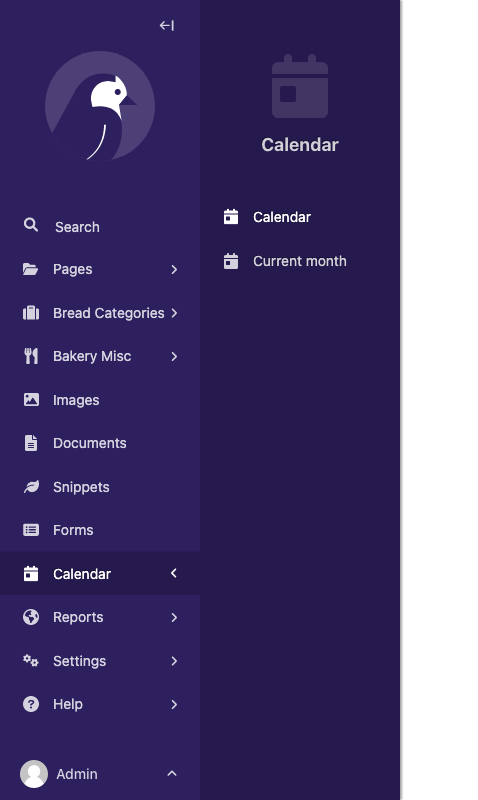 Search
Pages
Bread Categories
Bakery Misc
Images
Documents
Snippets
Forms
Calendar
Reports
Settings
Help
Admin
Calendar
Calendar
Current month